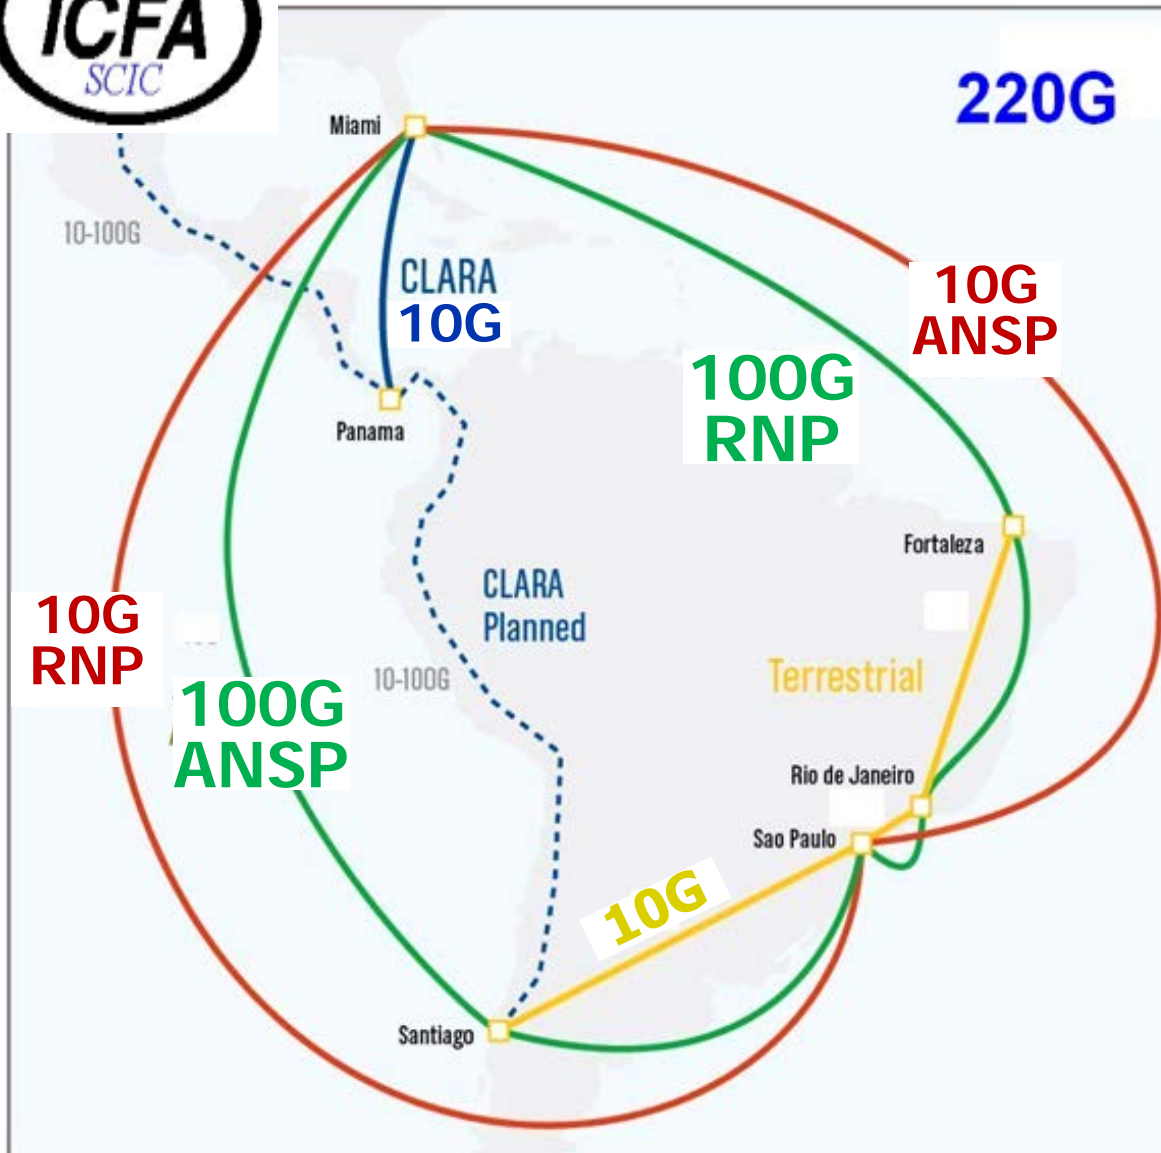 ICFA
SCIC
220G
Miami
10-100G
CLARA
10G
10G
ANSP
100G
RNP
Panama
Fortaleza
CLARA
Planned
10G
RNP
10-100G
Terrestrial
100G
ANSP
Rio de Janeiro
Sao Paulo
10G
Santiago